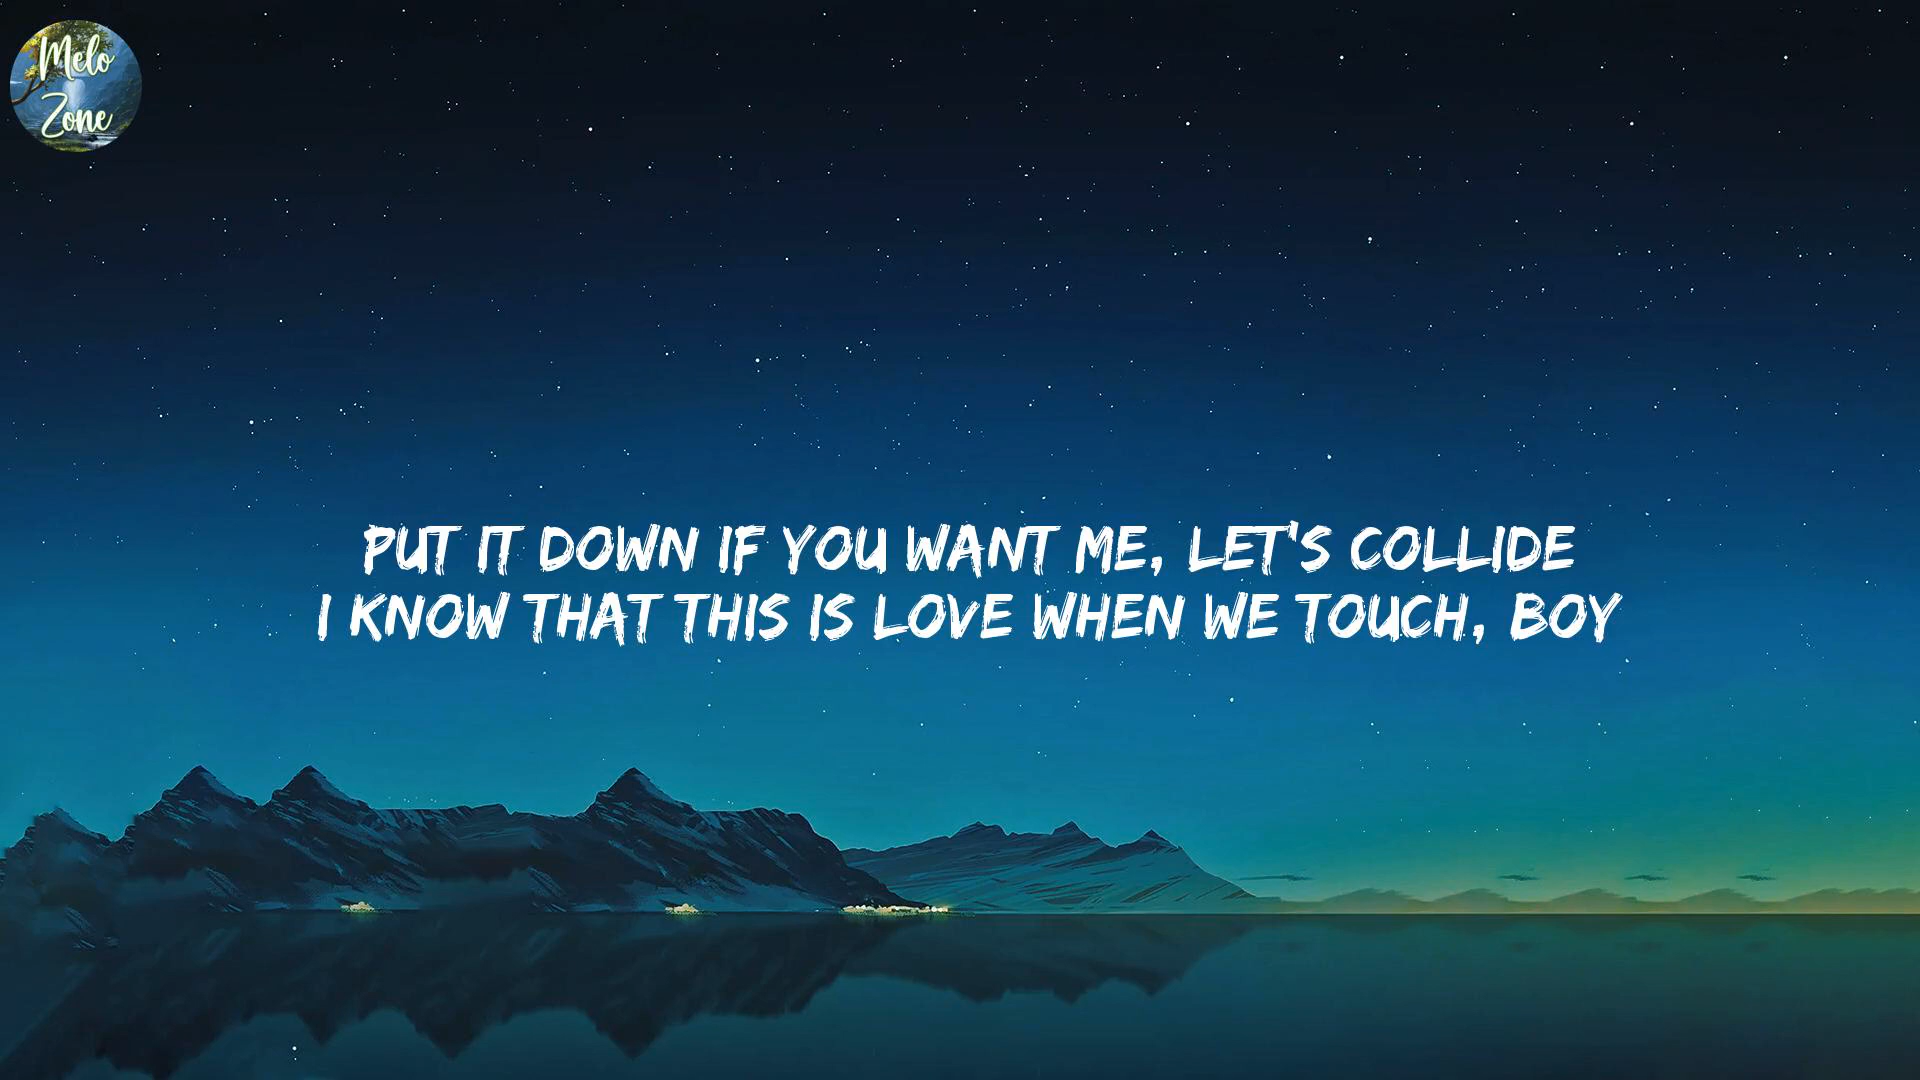 Melo
Zone
PUT IT DOWN IF YOU WANT ME, LET'S COLLIDE
I KNOW THAT THIS IS LOVE WHEN WE TOUCH, BOY